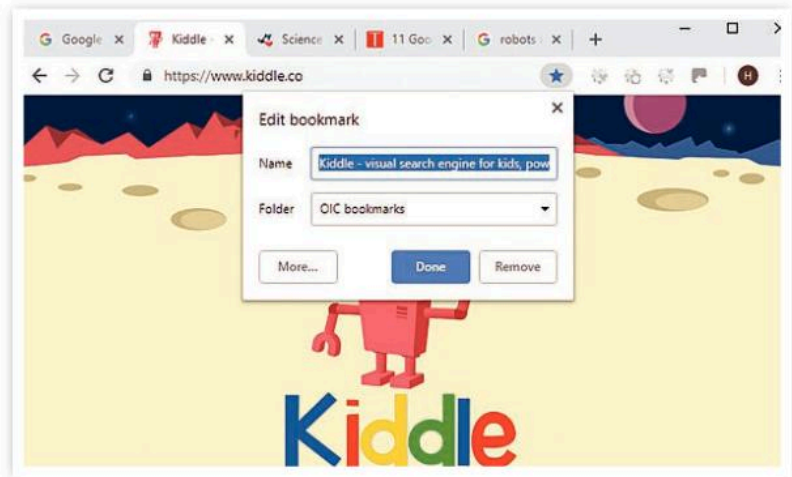 Google Kiddle - Science 11 Goo robots
https://www.kiddle.co H
Edit bookmark
Name Kiddle - visual search engine for kids, pow
Folder OIC bookmarks
More... Done Remove
Kiddle